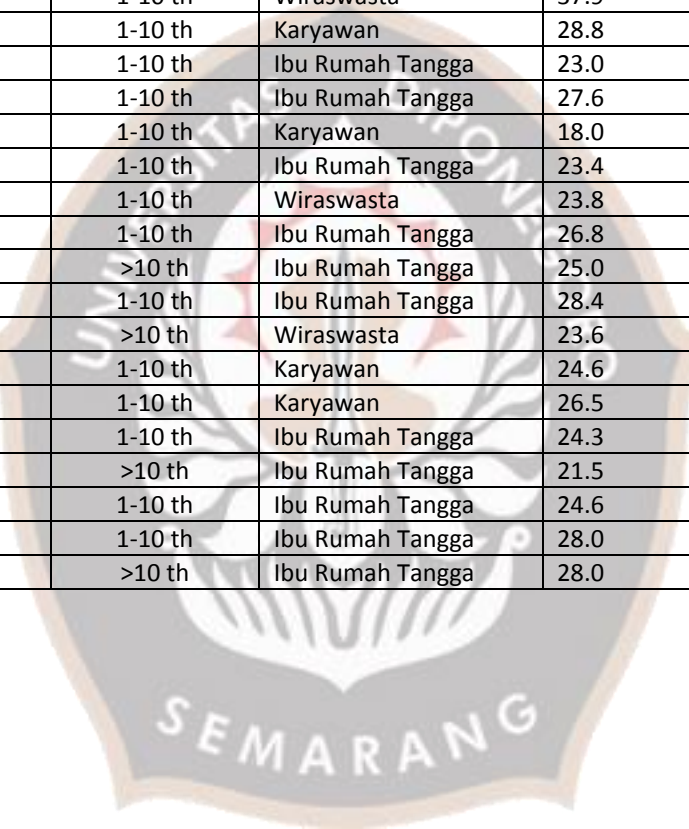 1-10 th Karyawan 28.8
1-10 th Ibu Rumah Tangga 23.0
1-10 th Ibu Rumah Tangga 27.6
1-10 th Karyawan 18.0
1-10 th Ibu Rumah Tangga 23.4
1-10 th Wiraswasta 23.8
1-10 th Ibu Rumah Tangga 26.8
>10 th Ibu Rumah Tangga 25.0
1-10 th Ibu Rumah Tangga 28.4
>10 th Wiraswasta 23.6
1-10 th Karyawan 24.6
1-10 th Karyawan 26.5
1-10 th Ibu Rumah Tangga 24.3
>10 th Ibu Rumah Tangga 21.5
1-10 th Ibu Rumah Tangga 24.6
1-10 th Ibu Rumah Tangga 28.0
>10 th Ibu Rumah Tangga 28.0
UNIVERSITAS DIPONEGORO
SEMARANG